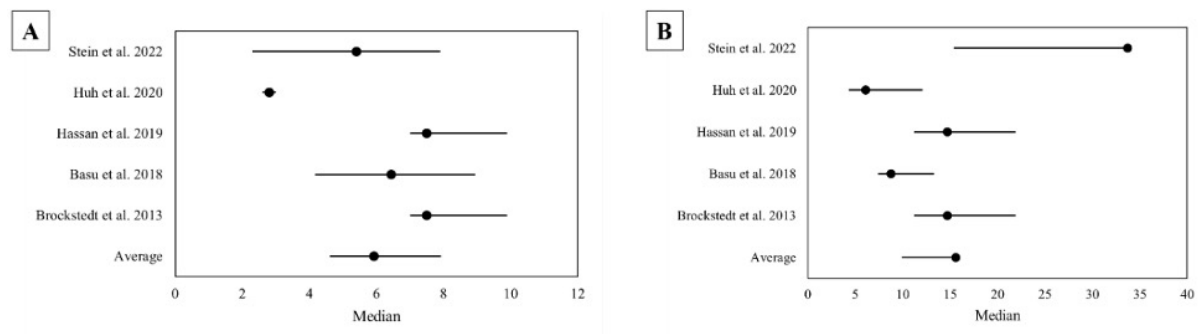 A
Stein et al. 2022
Huh et al. 2020
Hassan et al. 2019
Basu et al. 2018
Brockstedt et al. 2013
Average
0 2 4 6 8 10 12
Median
B
Stein et al. 2022
Huh et al. 2020
Hassan et al. 2019
Basu et al. 2018
Brockstedt et al. 2013
Average
0 5 10 15 20 25 30 35 40
Median